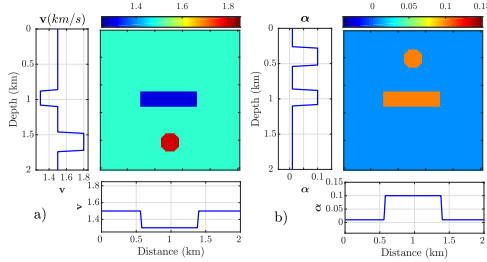 v(km/s)
1.4 1.6 1.8
0
0.5
1
1.5
2
Depth (km)
1.4 1.6 1.8
v
a)
1.8
1.6
1.4
v
0 0.5 1 1.5 2
Distance (km)
α
0 0.05 0.1 0.15
0
0.5
1
1.5
2
Depth (km)
0 0.1
α
b)
0.15
0.1
0.05
0
α
0 0.5 1 1.5 2
Distance (km)